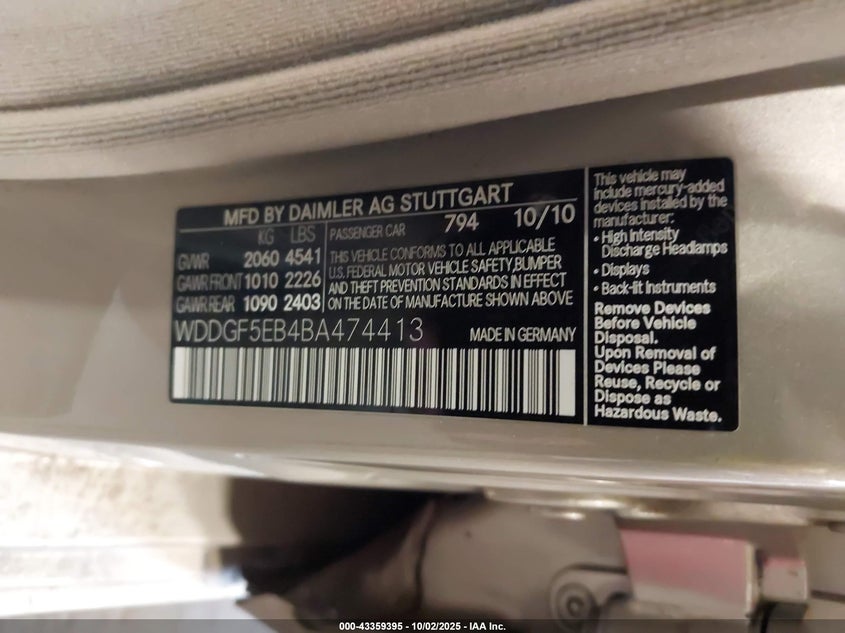 MFD BY DAIMLER AG STUTTGART
KG LBS
GVWR 2060 4541
GAWR FRONT 1010 2226
GAWR REAR 1090 2403
PASSENGER CAR 794 10/10
THIS VEHICLE CONFORMS TO ALL APPLICABLE
U.S. FEDERAL MOTOR VEHICLE SAFETY,BUMPER
AND THEFT PREVENTION STANDARDS IN EFFECT
ON THE DATE OF MANUFACTURE SHOWN ABOVE
WDDGF5EB4BA474413 MADE IN GERMANY
This vehicle may
include mercury-added
devices installed by the
manufacturer:
• High Intensity
Discharge Headlamps
• Displays
• Back-lit Instruments
Remove Devices
Before Vehicle
Disposal.
Upon Removal of
Devices Please
Reuse, Recycle or
Dispose as
Hazardous Waste.
000-43359395 - 10/02/2025 - IAA Inc.